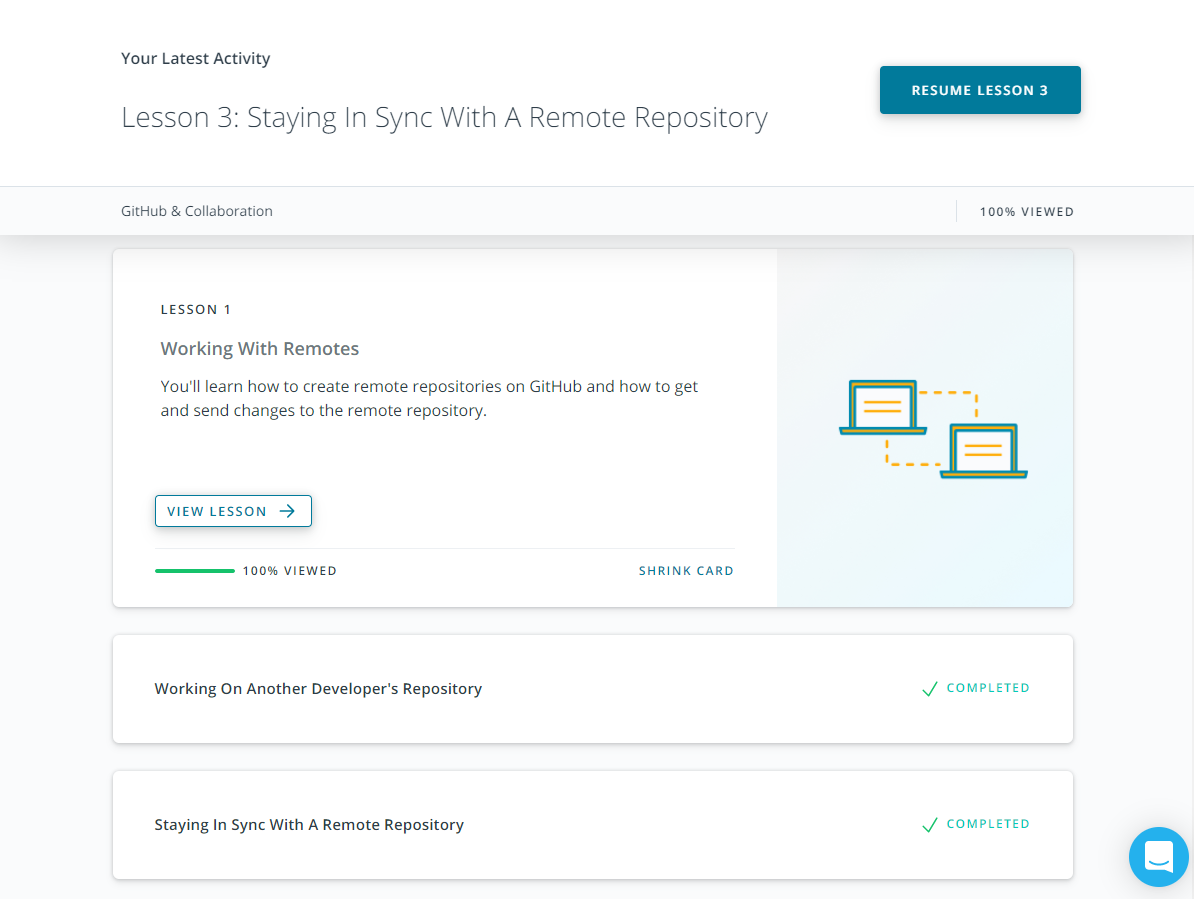 Your Latest Activity
RESUME LESSON 3
Lesson 3: Staying In Sync With A Remote Repository
GitHub & Collaboration
100% VIEWED
LESSON 1
Working With Remotes
You'll learn how to create remote repositories on GitHub and how to get
and send changes to the remote repository.
VIEW LESSON
100% VIEWED
SHRINK CARD
Working On Another Developer's Repository
COMPLETED
Staying In Sync With A Remote Repository
COMPLETED